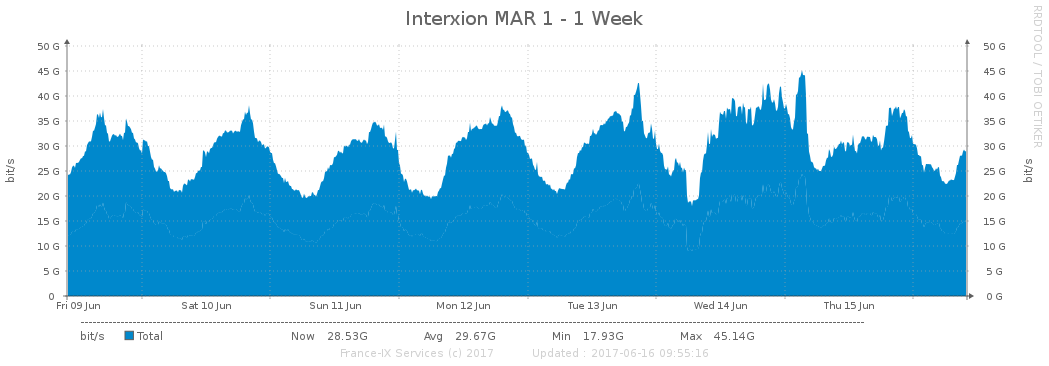 Interxion MAR 1 - 1 Week
RRDTOOL / TOBI OETIKER
bit/s
50 G 50 G
45 G 45 G
40 G 40 G
35 G 35 G
30 G 30 G
25 G 25 G
20 G 20 G
15 G 15 G
10 G 10 G
5 G 5 G
0 0 G
bit/s
Fri 09 Jun Sat 10 Jun Sun 11 Jun Mon 12 Jun Tue 13 Jun Wed 14 Jun Thu 15 Jun
bit/s Total Now 28.53G Avg 29.67G Min 17.93G Max 45.14G
France-IX Services (c) 2017 Updated : 2017-06-16 09:55:16